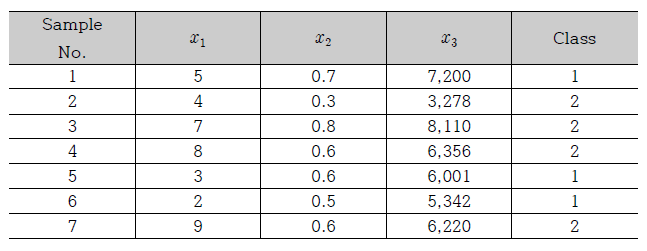 Sample No. x1 x2 x3 Class
1 5 0.7 7,200 1
2 4 0.3 3,278 2
3 7 0.8 8,110 2
4 8 0.6 6,356 2
5 3 0.6 6,001 1
6 2 0.5 5,342 1
7 9 0.6 6,220 2